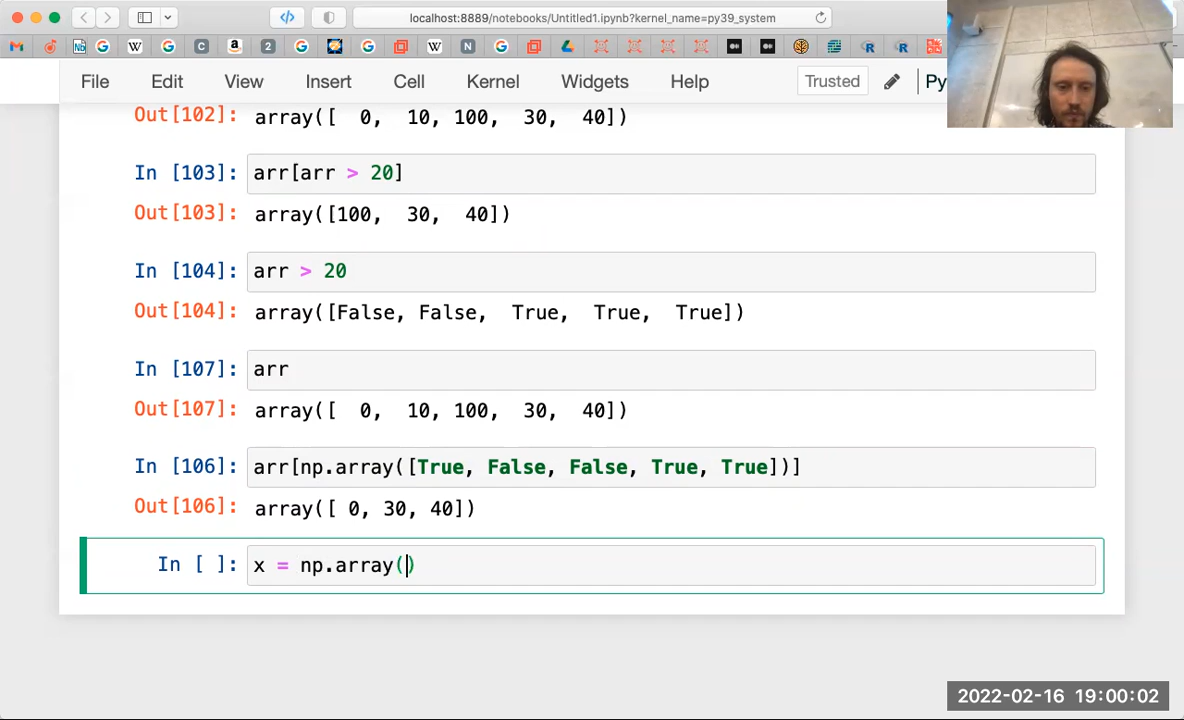 localhost:8889/notebooks/Untitled1.ipynb?kernel_name=py39_system
File Edit View Insert Cell Kernel Widgets Help Trusted Py
Out[102]: array([ 0, 10, 100, 30, 40])
In [103]: arr[arr > 20]
Out[103]: array([100, 30, 40])
In [104]: arr > 20
Out[104]: array([False, False, True, True, True])
In [107]: arr
Out[107]: array([ 0, 10, 100, 30, 40])
In [106]: arr[np.array([True, False, False, True, True])]
Out[106]: array([ 0, 30, 40])
In [ ]: x = np.array()
2022-02-16 19:00:02